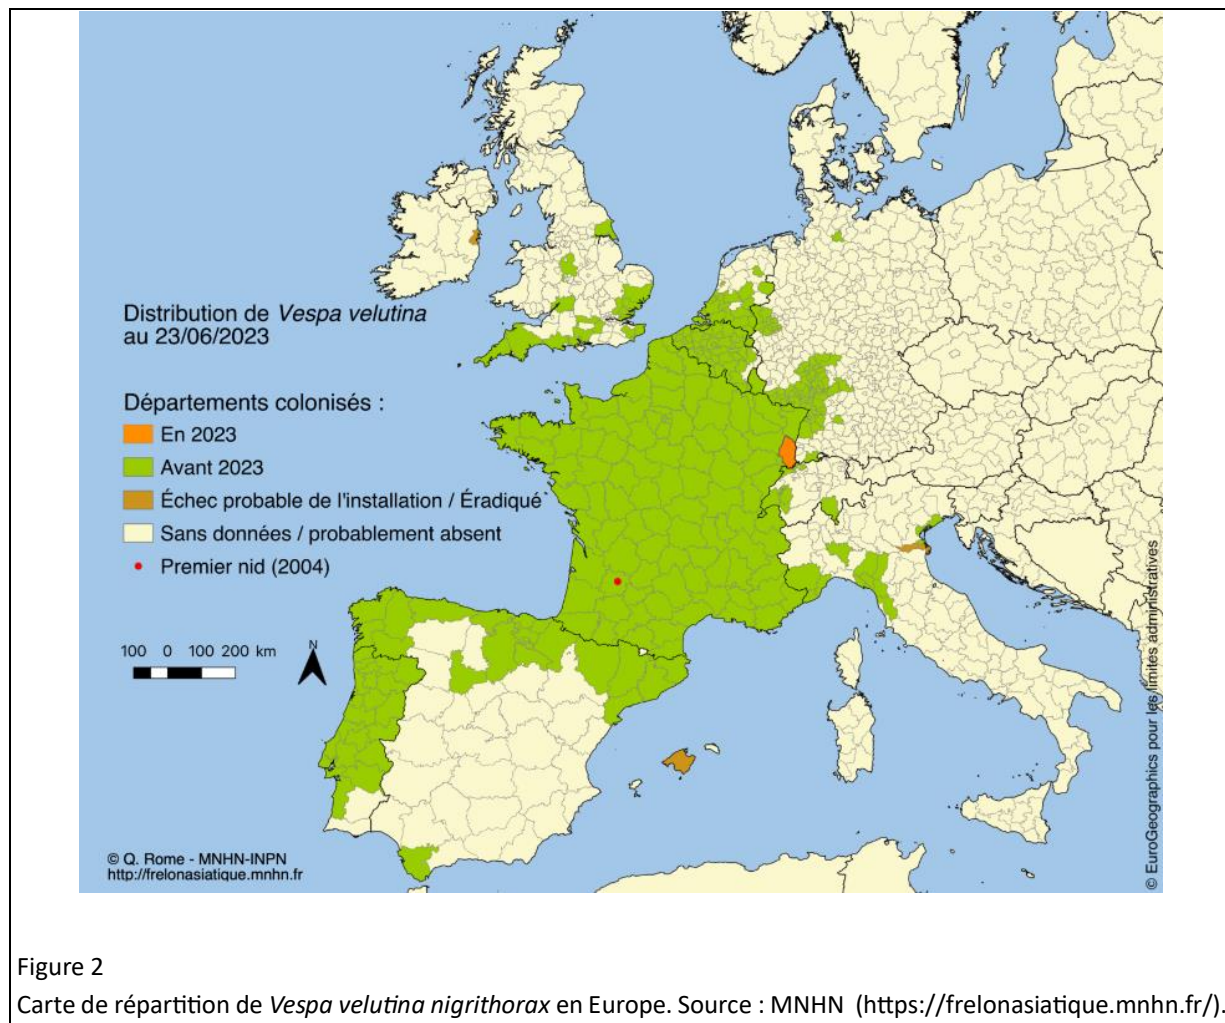 Distribution de Vespa velutina
au 23/06/2023
Départements colonisés :
En 2023
Avant 2023
Échec probable de l'installation / Éradiqué
Sans données / probablement absent
Premier nid (2004)
100 0 100 200 km
N
© Q. Rome - MNHN-INPN
http://frelonasiatique.mnhn.fr
© EuroGeographics pour les limites administratives
Figure 2
Carte de répartition de Vespa velutina nigrithorax en Europe. Source : MNHN (https://frelonasiatique.mnhn.fr/).